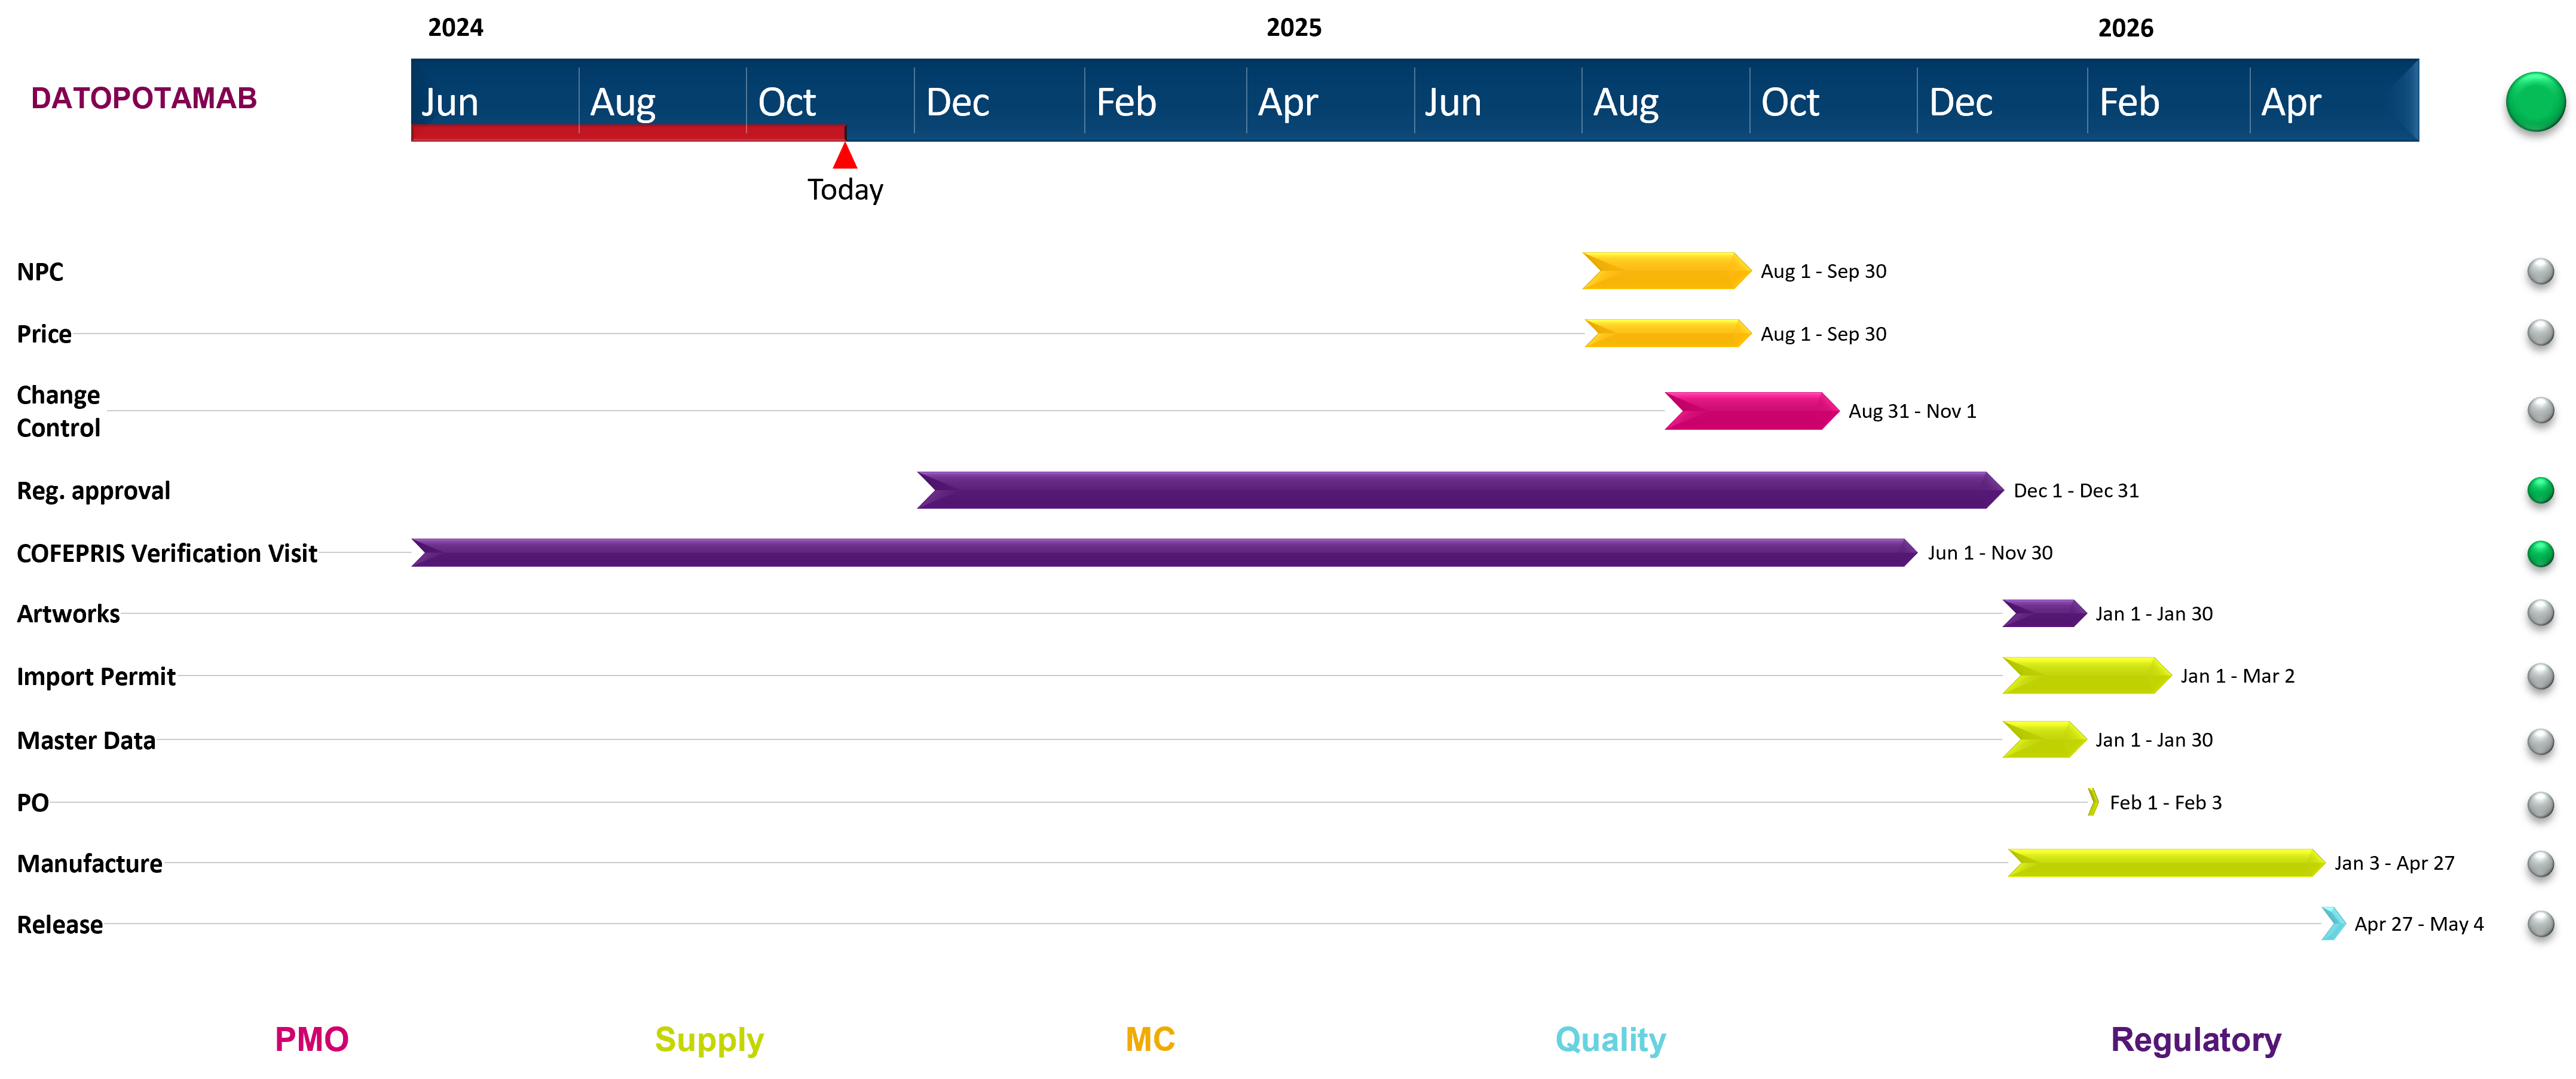 2024 2025 2026
DATOPOTAMAB
Jun Aug Oct Dec Feb Apr Jun Aug Oct Dec Feb Apr
Today
NPC Aug 1 - Sep 30
Price Aug 1 - Sep 30
Change
Control Aug 31 - Nov 1
Reg. approval Dec 1 - Dec 31
COFEPRIS Verification Visit Jun 1 - Nov 30
Artworks Jan 1 - Jan 30
Import Permit Jan 1 - Mar 2
Master Data Jan 1 - Jan 30
PO Feb 1 - Feb 3
Manufacture Jan 3 - Apr 27
Release Apr 27 - May 4
PMO Supply MC Quality Regulatory